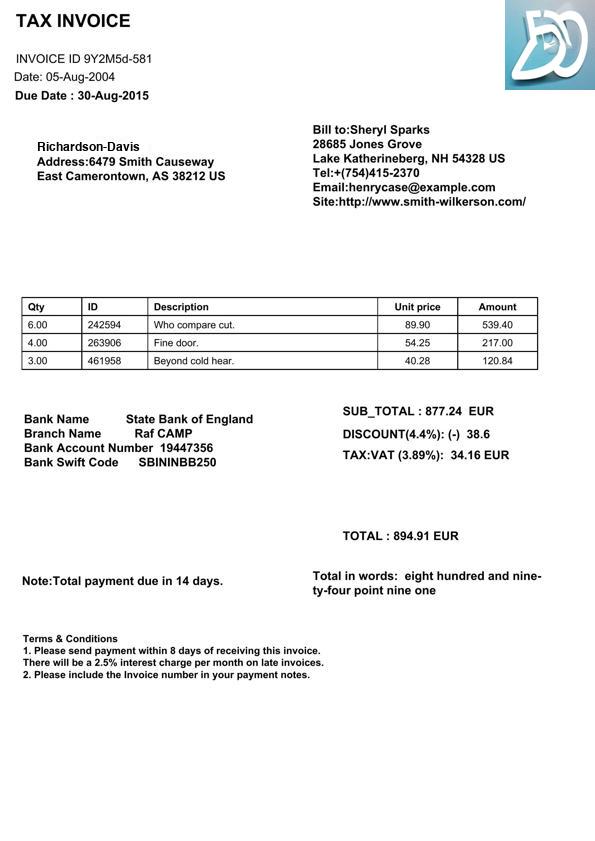 TAX INVOICE
INVOICE ID 9Y2M5d-581
Date: 05-Aug-2004
Due Date : 30-Aug-2015
Richardson-Davis
Address:6479 Smith Causeway
East Camerontown, AS 38212 US
Bill to:Sheryl Sparks
28685 Jones Grove
Lake Katherineberg, NH 54328 US
Tel:+(754)415-2370
Email:henrycase@example.com
Site:http://www.smith-wilkerson.com/
Qty ID Description Unit price Amount
6.00 242594 Who compare cut. 89.90 539.40
4.00 263906 Fine door. 54.25 217.00
3.00 461958 Beyond cold hear. 40.28 120.84
Bank Name State Bank of England
Branch Name Raf CAMP
Bank Account Number 19447356
Bank Swift Code SBININBB250
SUB_TOTAL : 877.24 EUR
DISCOUNT(4.4%): (-) 38.6
TAX:VAT (3.89%): 34.16 EUR
TOTAL : 894.91 EUR
Note:Total payment due in 14 days.
Total in words: eight hundred and nine-
ty-four point nine one
Terms & Conditions
1. Please send payment within 8 days of receiving this invoice.
There will be a 2.5% interest charge per month on late invoices.
2. Please include the Invoice number in your payment notes.